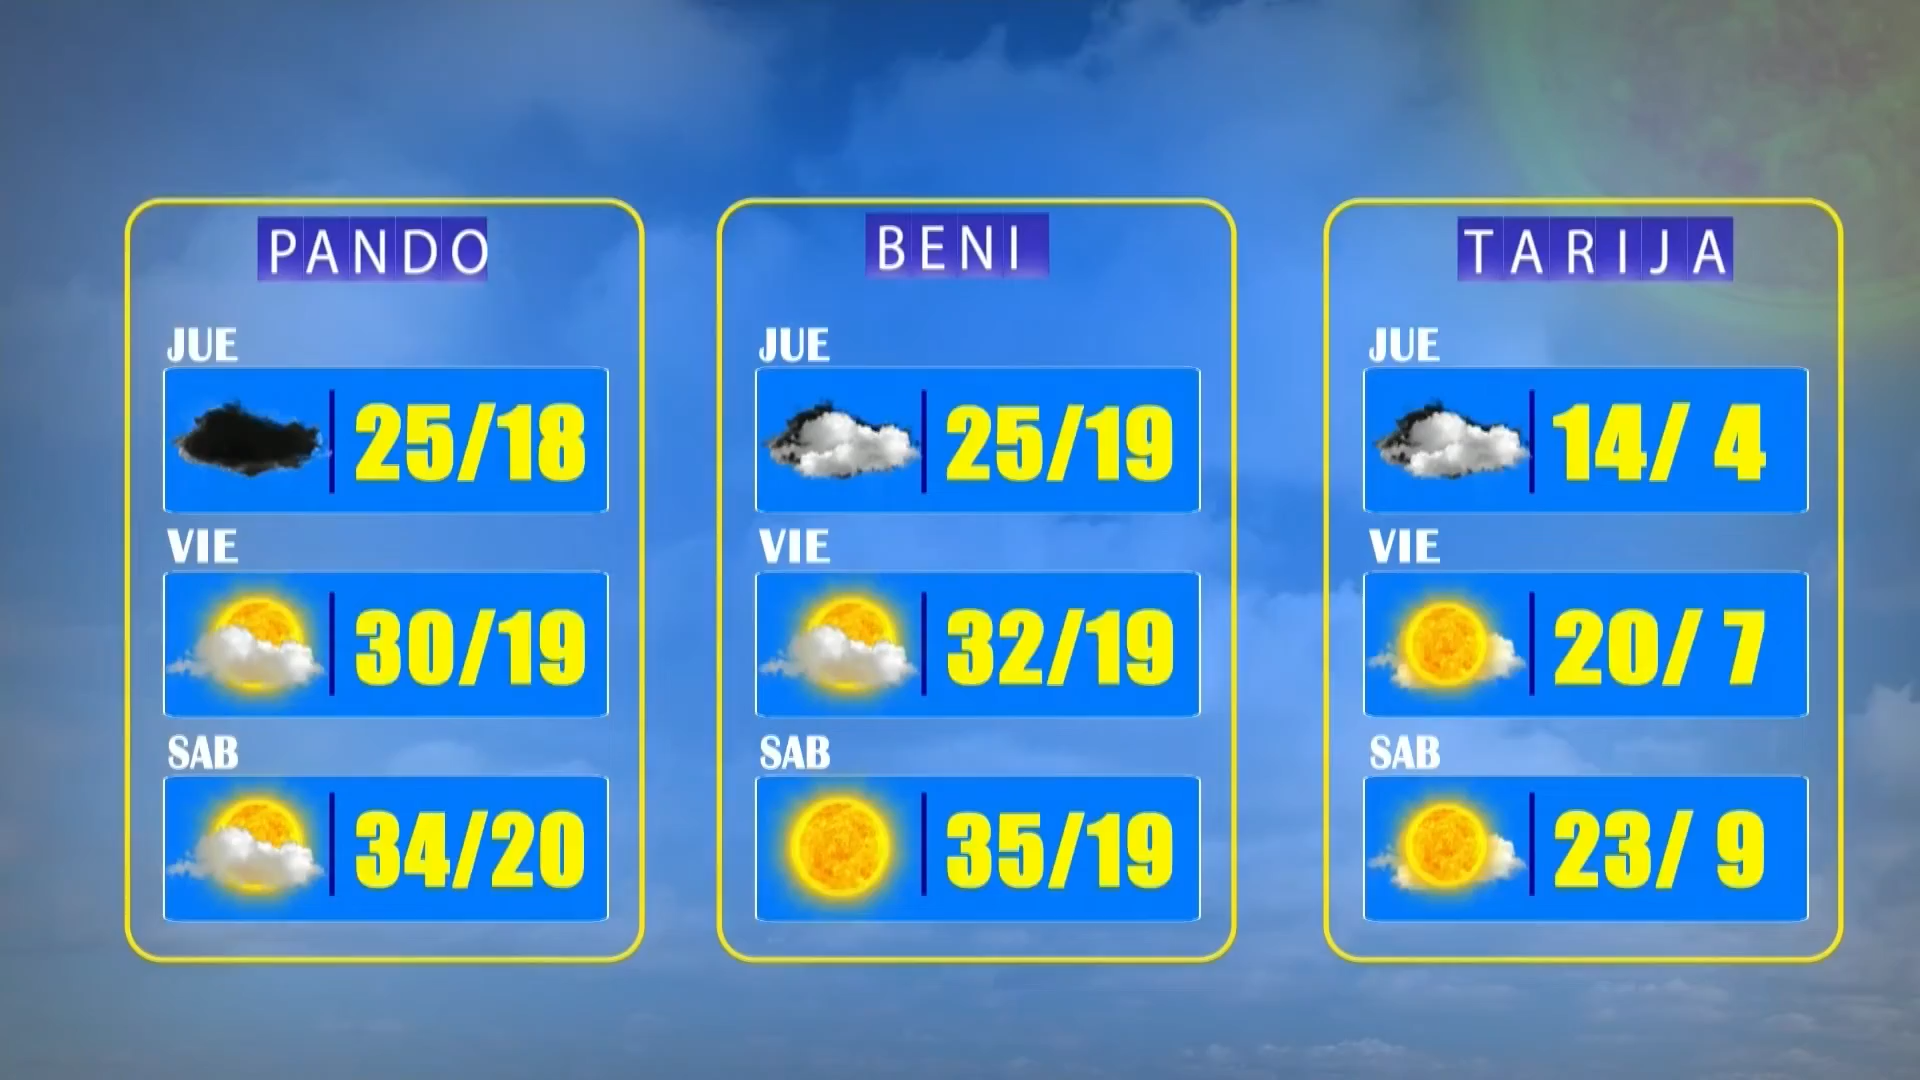 PANDO
JUE
25/18
VIE
30/19
SAB
34/20
BENI
JUE
25/19
VIE
32/19
SAB
35/19
TARIJA
JUE
14/ 4
VIE
20/ 7
SAB
23/ 9